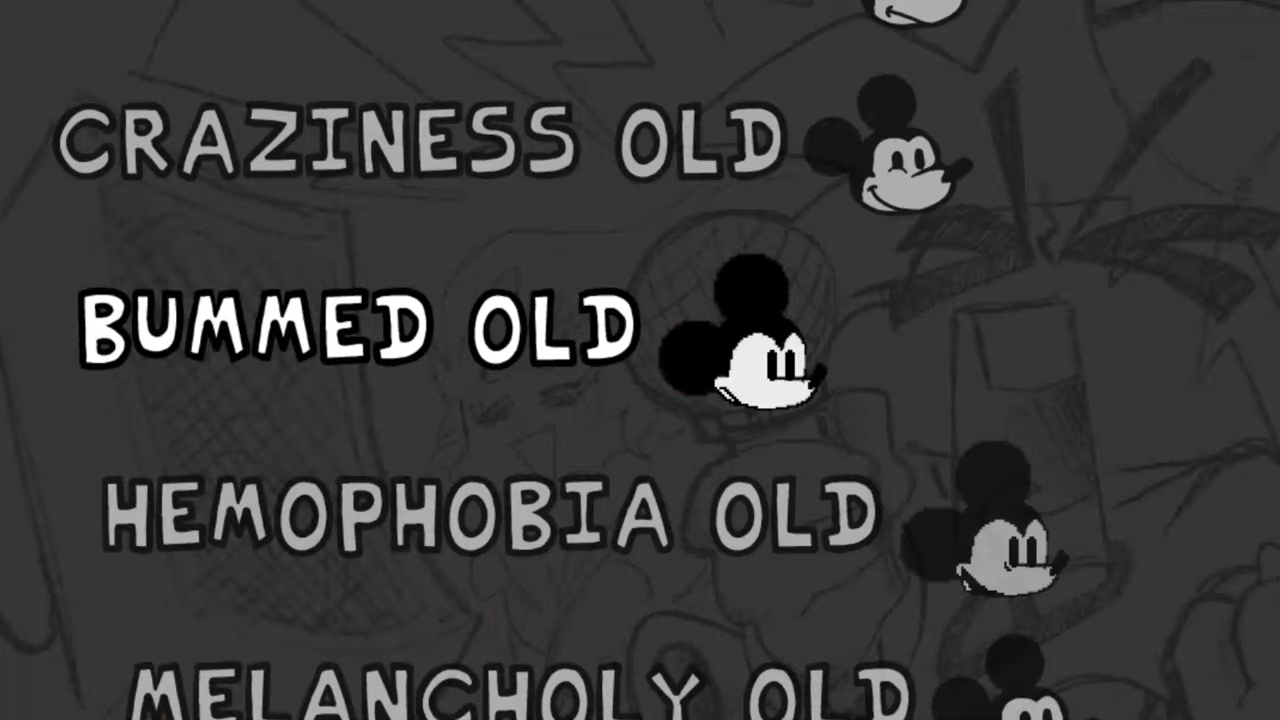 CRAZINESS OLD
BUMMED OLD
HEMOPHOBIA OLD
MELANCHOLY OLD